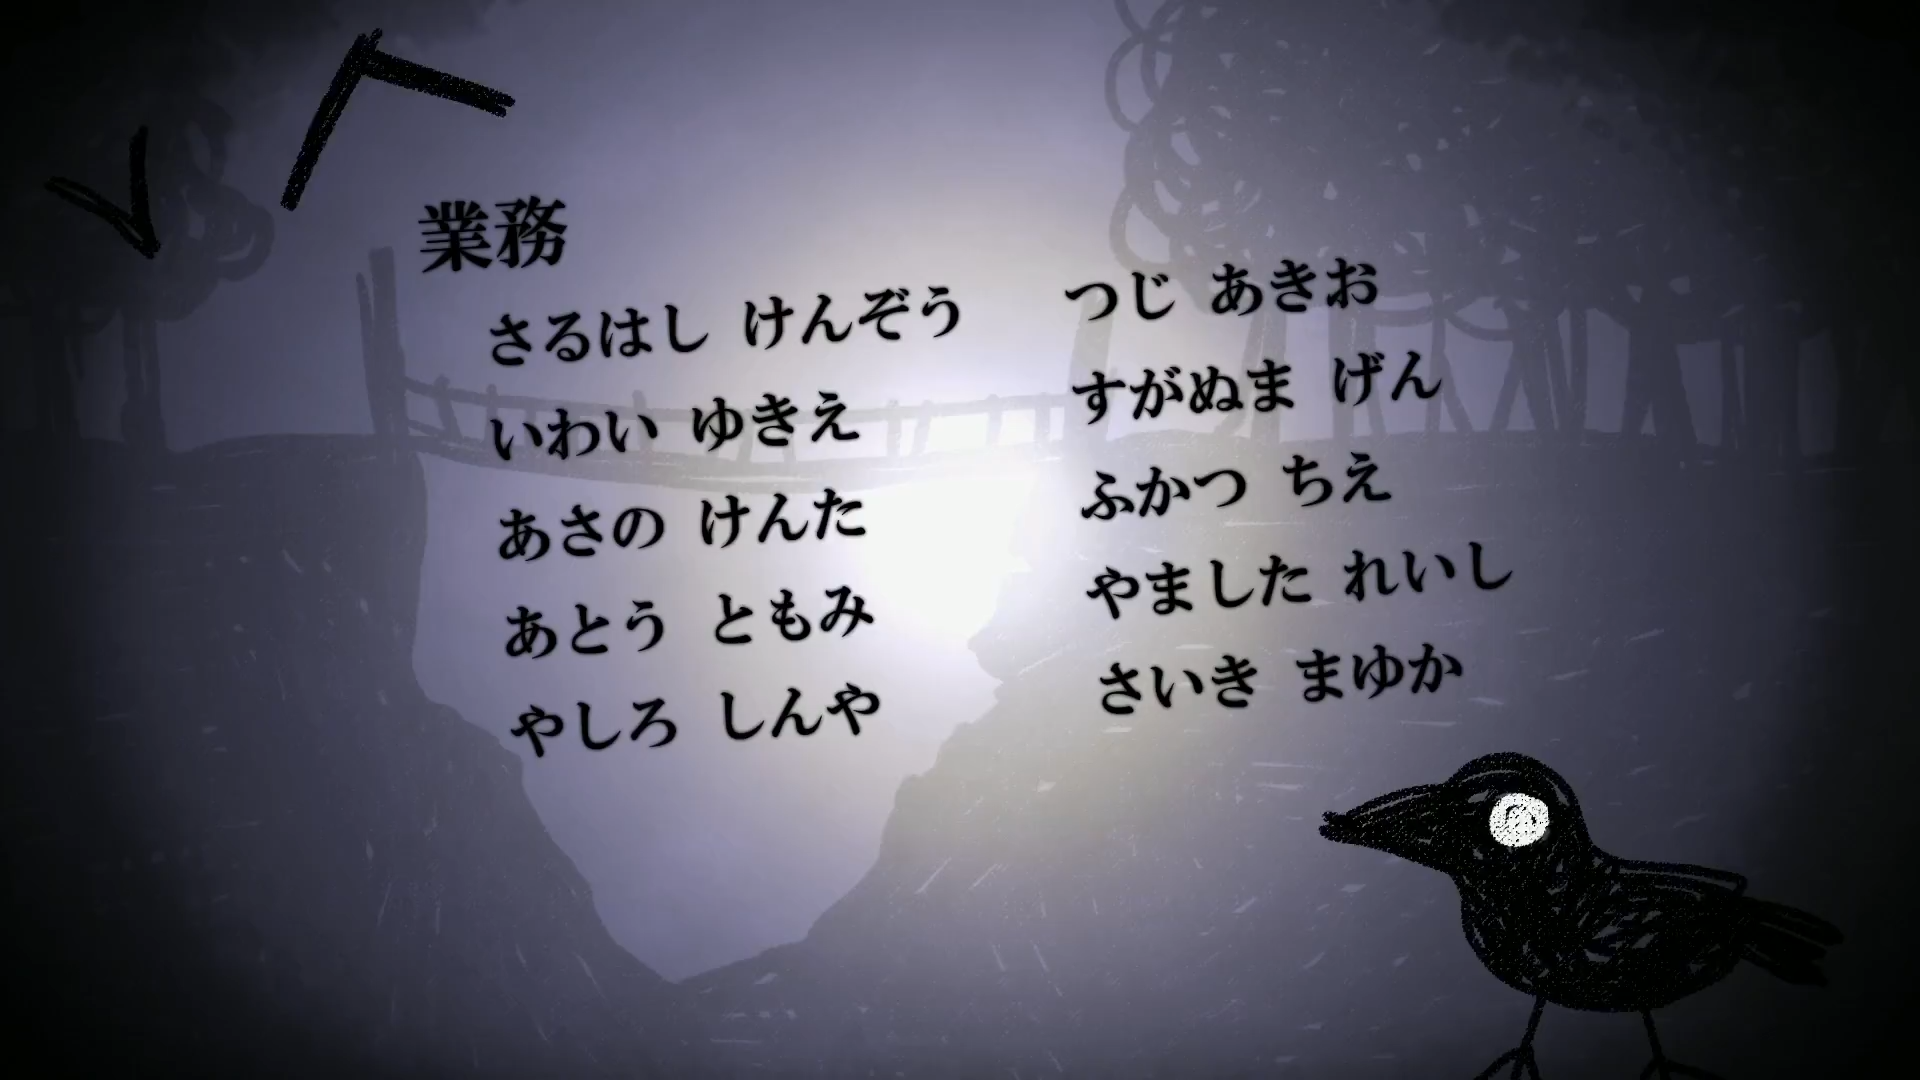 業務
さるはし けんぞう
いわい ゆきえ
あさの けんた
あとう ともみ
やしろ しんや
つじ あきお
すがぬま げん
ふかつ ちえ
やました れいし
さいき まゆか